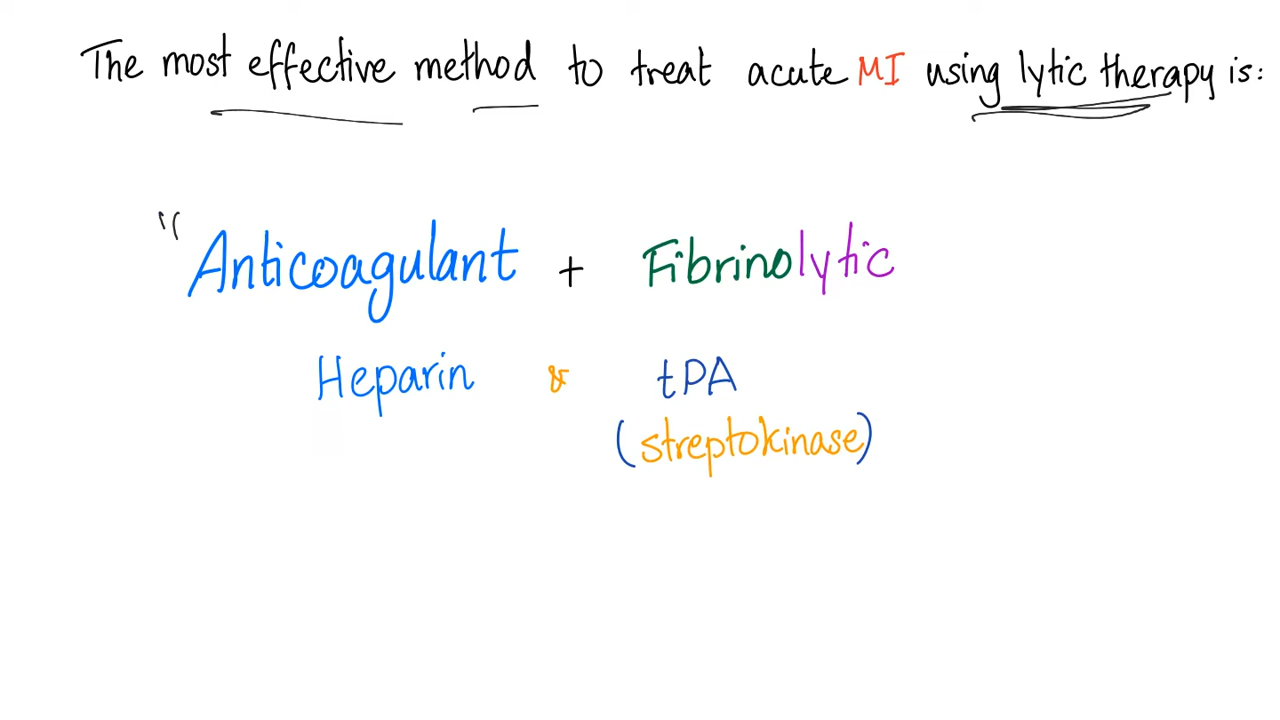 The most effective method to treat acute MI using lytic therapy is:
"Anticoagulant + Fibrinolytic
Heparin & tPA
(streptokinase)